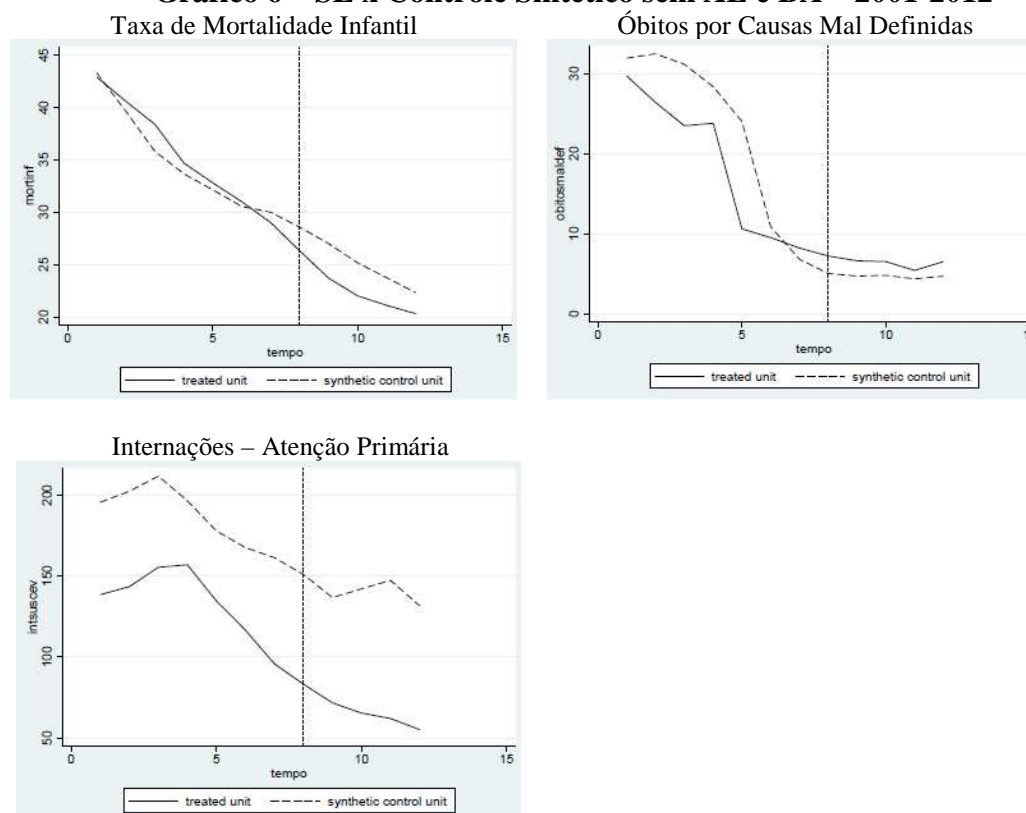 Taxa de Mortalidade Infantil
Óbitos por Causas Mal Definidas
mortinf
45
40
35
30
25
20
0
5
10
15
tempo
treated unit
synthetic control unit
obitosmaldef
30
20
10
0
0
5
10
tempo
treated unit
synthetic control unit
Internações – Atenção Primária
intsuscev
200
150
100
50
0
5
10
15
tempo
treated unit
synthetic control unit